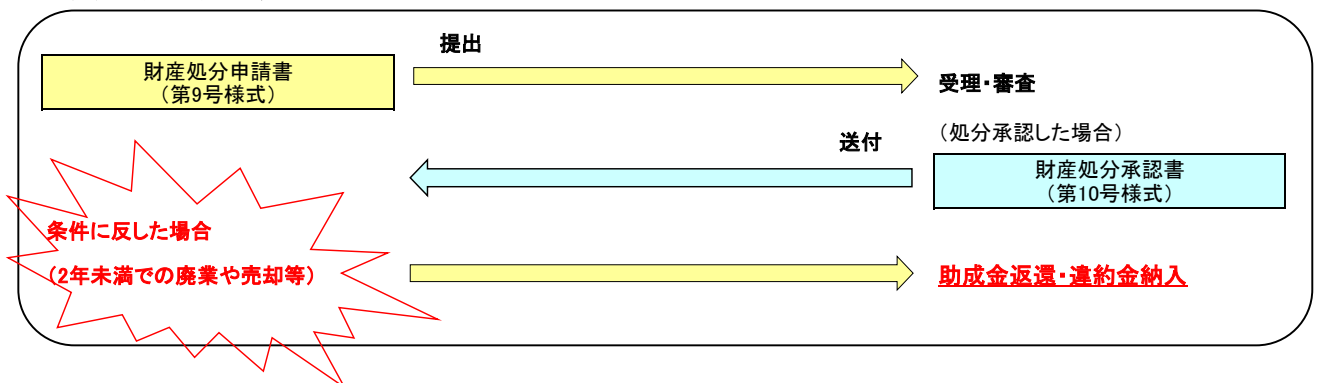 提出
財産処分申請書
（第9号様式）
受理・審査
（処分承認した場合）
送付
財産処分承認書
（第10号様式）
条件に反した場合
（2年未満での廃業や売却等）
助成金返還・違約金納入